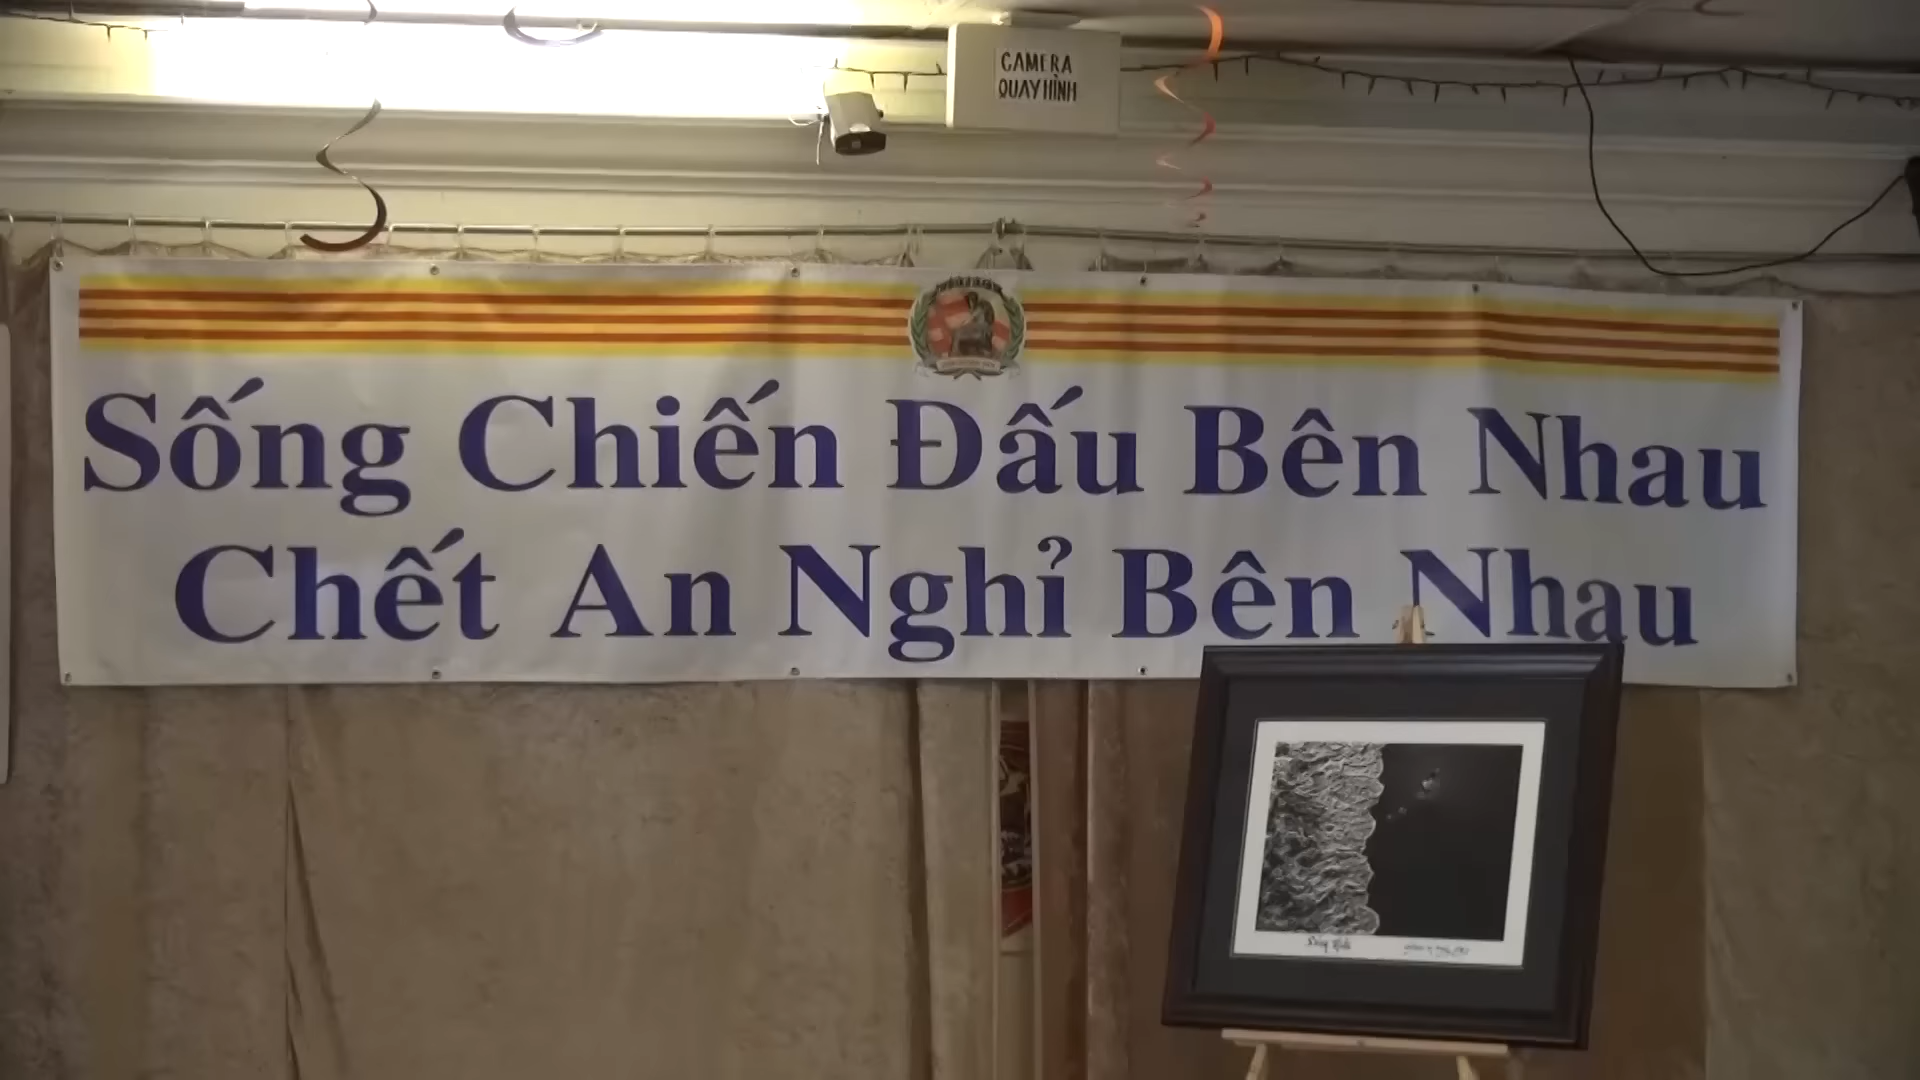 CAMERA
QUAY HÌNH
Sống Chiến Đấu Bên Nhau
Chết An Nghỉ Bên Nhau